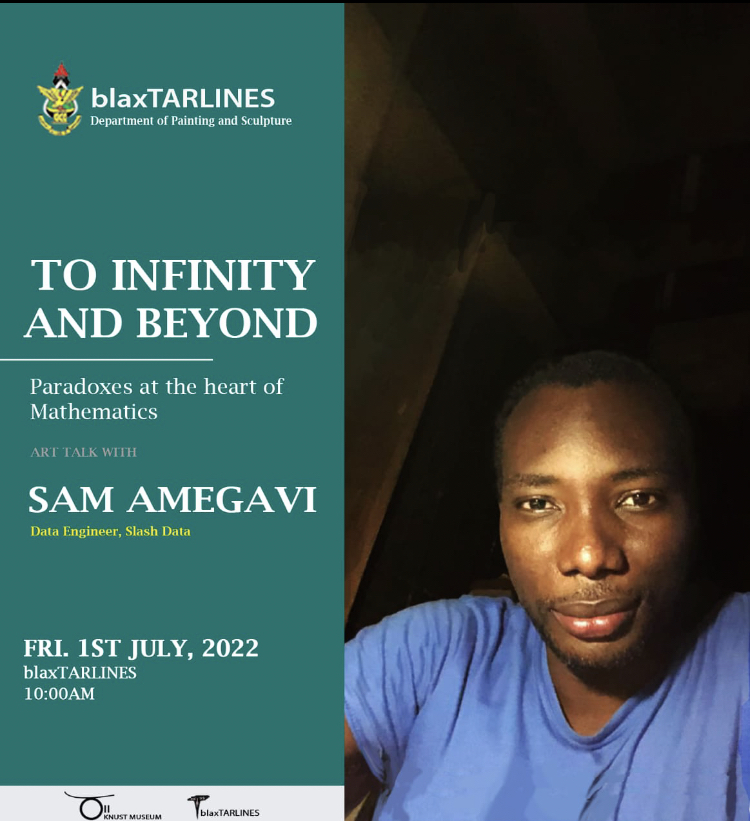 blaxTARLINES
Department of Painting and Sculpture
TO INFINITY
AND BEYOND
Paradoxes at the heart of
Mathematics
ART TALK WITH
SAM AMEGAVI
Data Engineer, Slash Data
FRI. 1ST JULY, 2022
blaxTARLINES
10:00AM
KNUST MUSEUM
blaxTARLINES